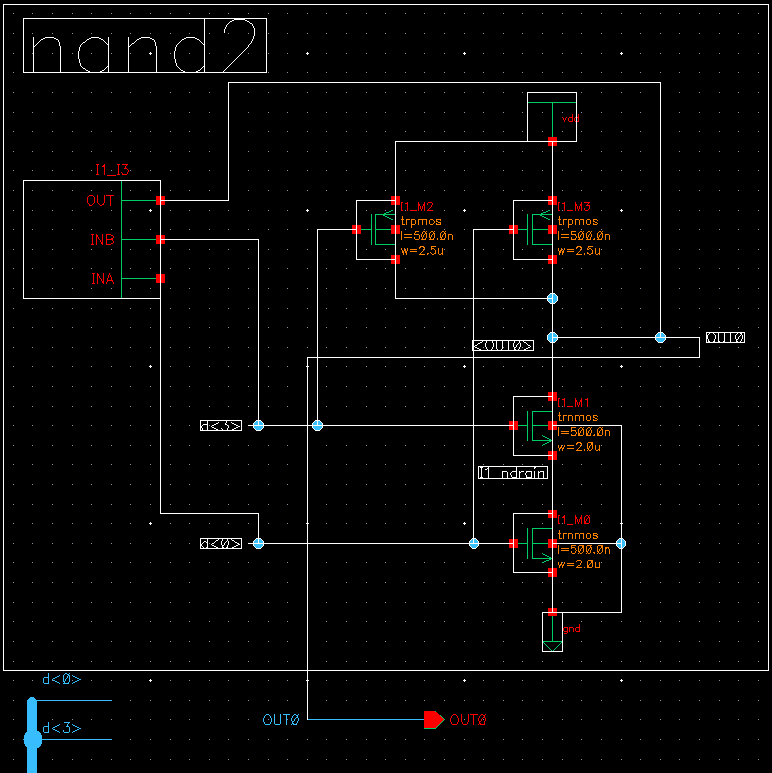 nand2
vdd
I1_I3
OUT
INB
INA
I1_M2
trpmos
l=500.0n
w=2.5u
I1_M3
trpmos
l=500.0n
w=2.5u
<OUT0>
OUT0
I1_M1
trnmos
l=500.0n
w=2.0u
d<3>
I1_ndrain
I1_M0
trnmos
l=500.0n
w=2.0u
d<0>
gnd
d<0>
d<3>
OUT0
OUT0